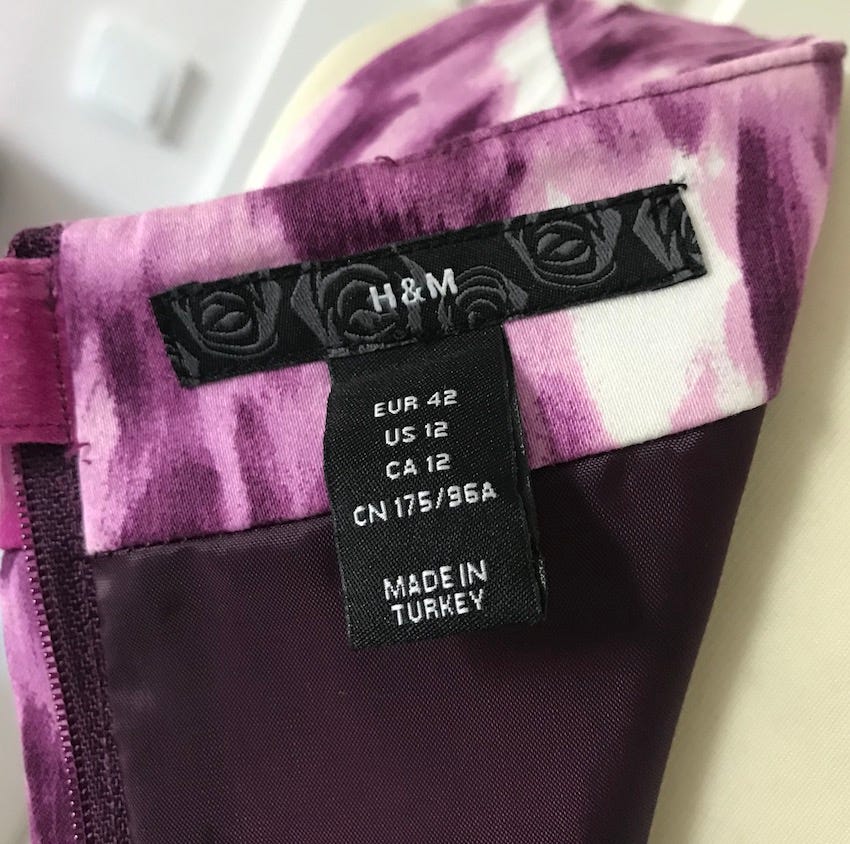 H&M
EUR 42
US 12
CA 12
CN 175/96A
MADE IN
TURKEY